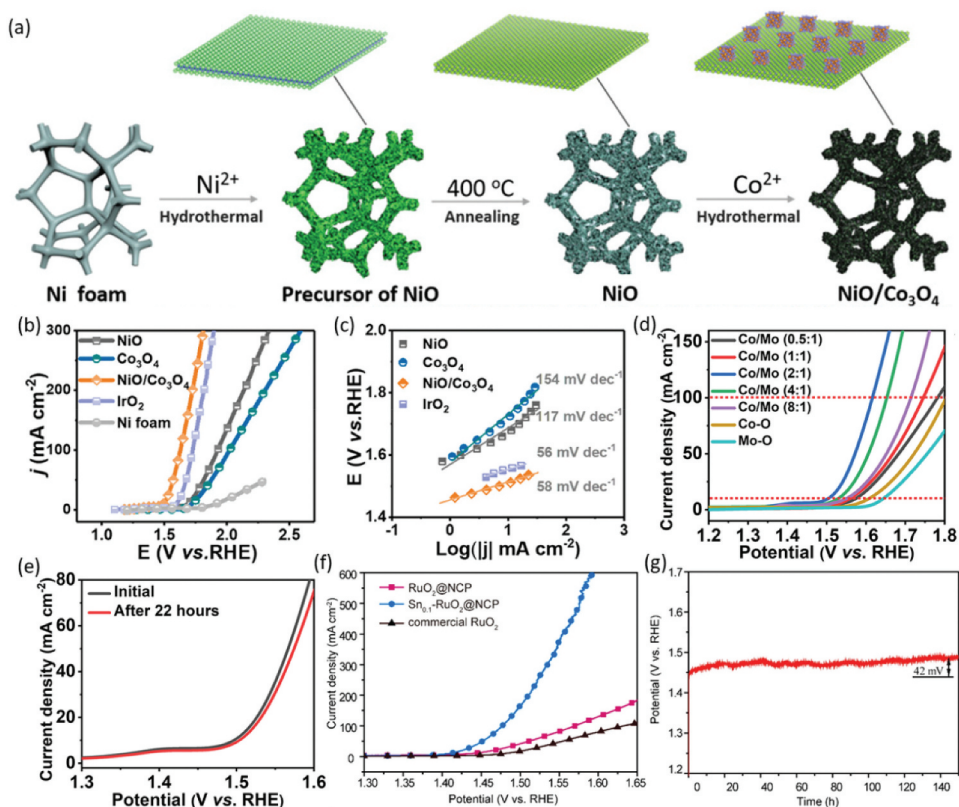 (a)
Ni²⁺
Hydrothermal
400 °C
Annealing
Co²⁺
Hydrothermal
Ni foam
Precursor of NiO
NiO
NiO/Co₃O₄
(b)
300
200
100
0
j (mA cm⁻²)
NiO
Co₃O₄
NiO/Co₃O₄
IrO₂
Ni foam
1.0 1.5 2.0 2.5
E (V vs.RHE)
(c)
2.0
1.8
1.6
1.4
E (V vs.RHE)
NiO
Co₃O₄
NiO/Co₃O₄
IrO₂
154 mV dec⁻¹
117 mV dec⁻¹
56 mV dec⁻¹
58 mV dec⁻¹
-1 0 1 2 3
Log(|j| mA cm⁻²)
(d)
150
100
50
0
Current density (mA cm⁻²)
Co/Mo (0.5:1)
Co/Mo (1:1)
Co/Mo (2:1)
Co/Mo (4:1)
Co/Mo (8:1)
Co-O
Mo-O
1.2 1.3 1.4 1.5 1.6 1.7 1.8
Potential (V vs. RHE)
(e)
80
60
40
20
0
Current density (mA cm⁻²)
Initial
After 22 hours
1.3 1.4 1.5 1.6
Potential (V vs. RHE)
(f)
600
500
400
300
200
100
0
Current density (mA cm⁻²)
RuO₂@NCP
Sn₀.₁-RuO₂@NCP
commercial RuO₂
1.30 1.35 1.40 1.45 1.50 1.55 1.60 1.65
Potential (V vs. RHE)
(g)
1.7
1.6
1.5
1.4
1.3
1.2
Potential (V vs. RHE)
42 mV
0 20 40 60 80 100 120 140
Time (h)